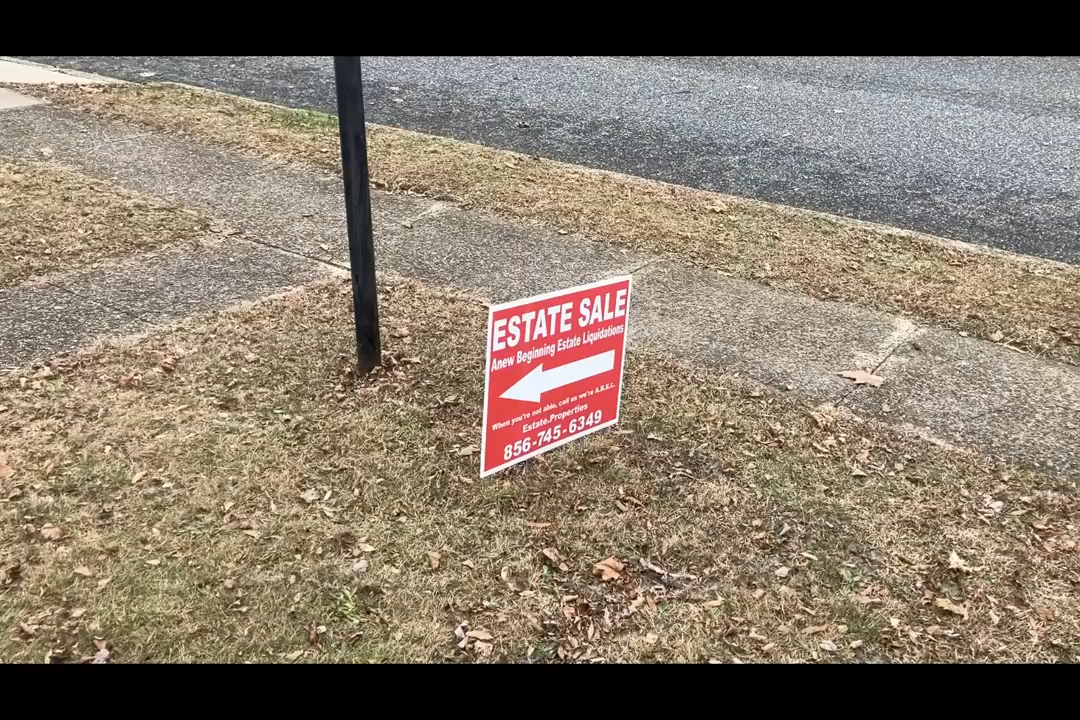 ESTATE SALE
Anew Beginning Estate Liquidations
When you're not able, call us we're A.B.E.L.
Estate.Properties
856-745-6349